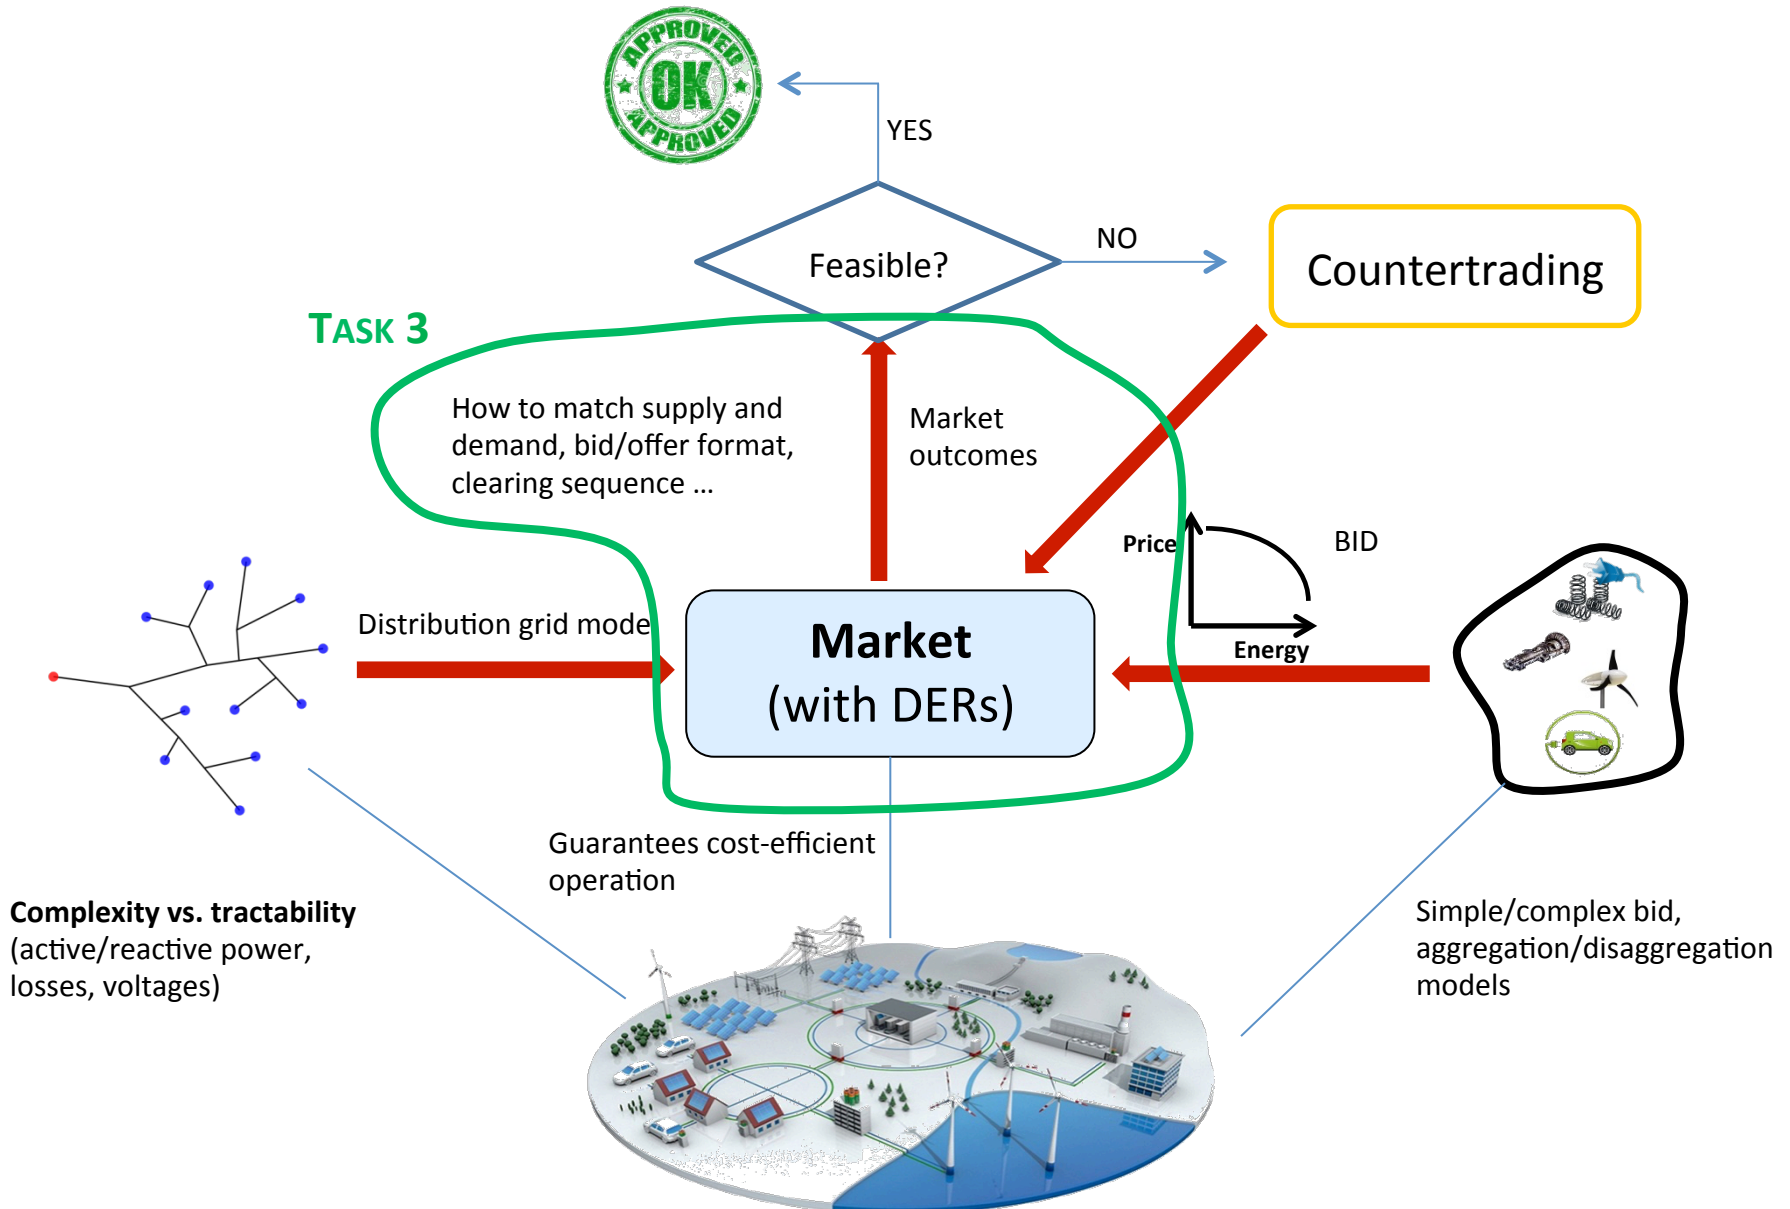 APPROVED
OK
APPROVED
YES
Feasible?
NO
Countertrading
TASK 3
How to match supply and
demand, bid/offer format,
clearing sequence ...
Market
outcomes
Price
BID
Energy
Distribution grid mode
Market
(with DERs)
Guarantees cost-efficient
operation
Complexity vs. tractability
(active/reactive power,
losses, voltages)
Simple/complex bid,
aggregation/disaggregation
models